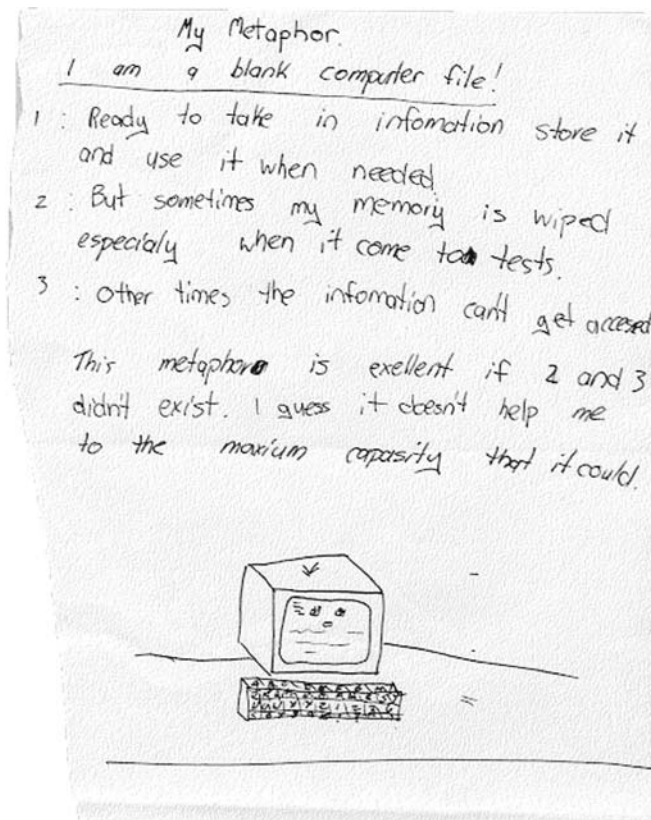 My Metaphor.
I am a blank computer file!
1 : Ready to take in infomation store it
and use it when needed.
2 : But sometimes my memory is wiped
especialy when it come to tests.
3 : Other times the infomation can't get accesed
This metaphor is exellent if 2 and 3
didn't exist. I guess it doesn't help me
to the maxium capasity that it could.